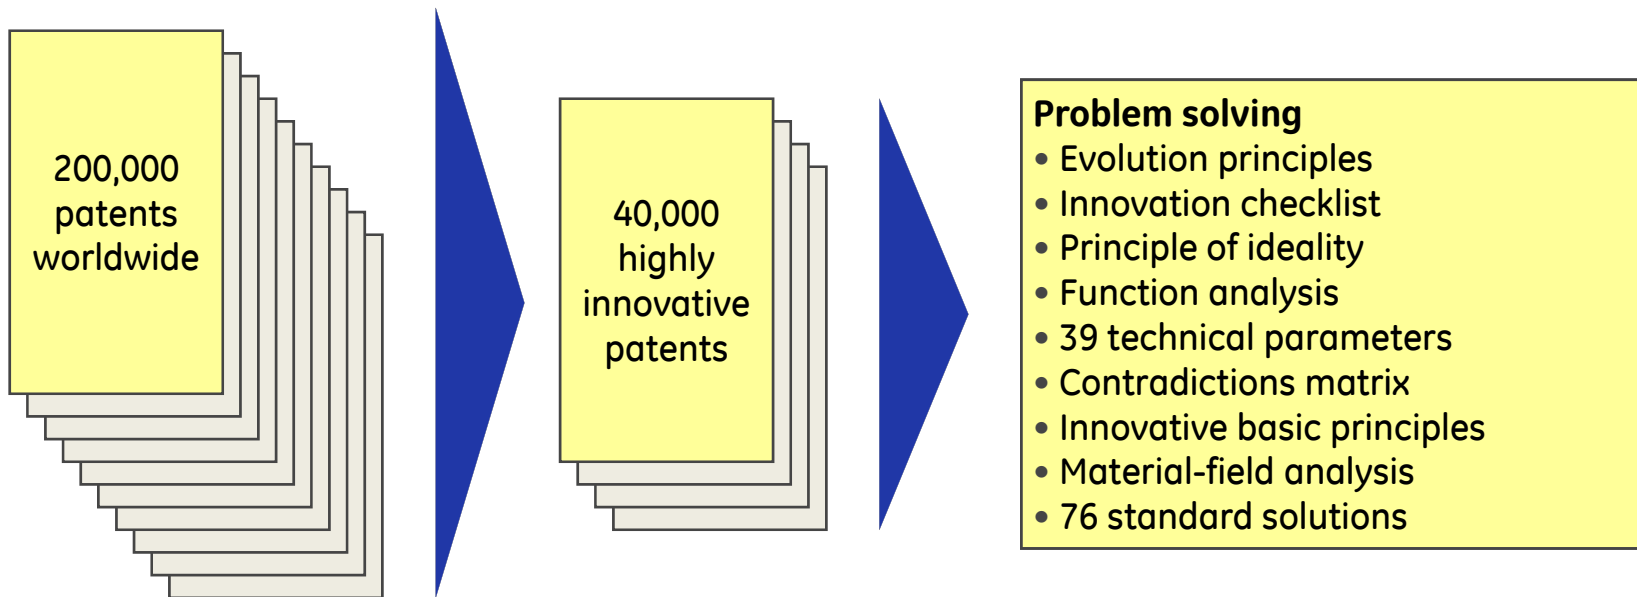 200,000
patents
worldwide
40,000
highly
innovative
patents
Problem solving
• Evolution principles
• Innovation checklist
• Principle of ideality
• Function analysis
• 39 technical parameters
• Contradictions matrix
• Innovative basic principles
• Material-field analysis
• 76 standard solutions